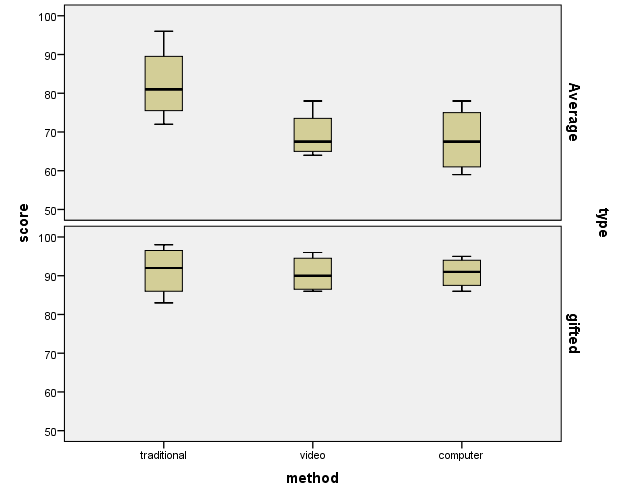 100
90
80
70
60
50
Average
score
type
100
90
80
70
60
50
gifted
traditional
video
computer
method